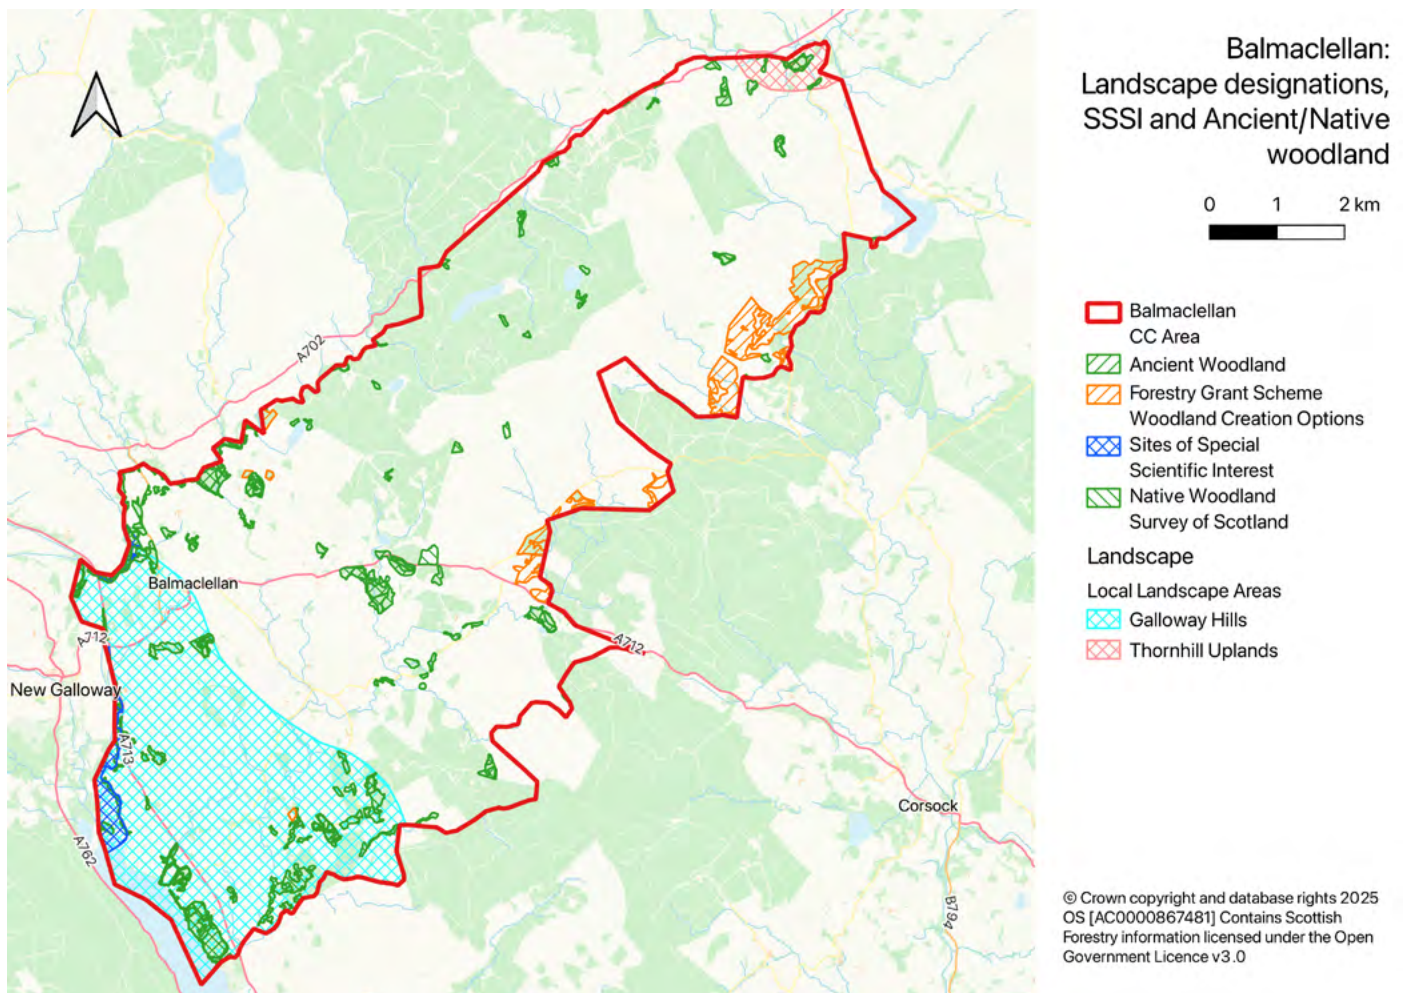 Balmaclellan:
Landscape designations,
SSSI and Ancient/Native
woodland
0 1 2 km
Balmaclellan
CC Area
Ancient Woodland
Forestry Grant Scheme
Woodland Creation Options
Sites of Special
Scientific Interest
Native Woodland
Survey of Scotland
Landscape
Local Landscape Areas
Galloway Hills
Thornhill Uplands
© Crown copyright and database rights 2025
OS [AC0000867481] Contains Scottish
Forestry information licensed under the Open
Government Licence v3.0
A702
Balmaclellan
A712
A712
New Galloway
A713
A762
Corsock
B794